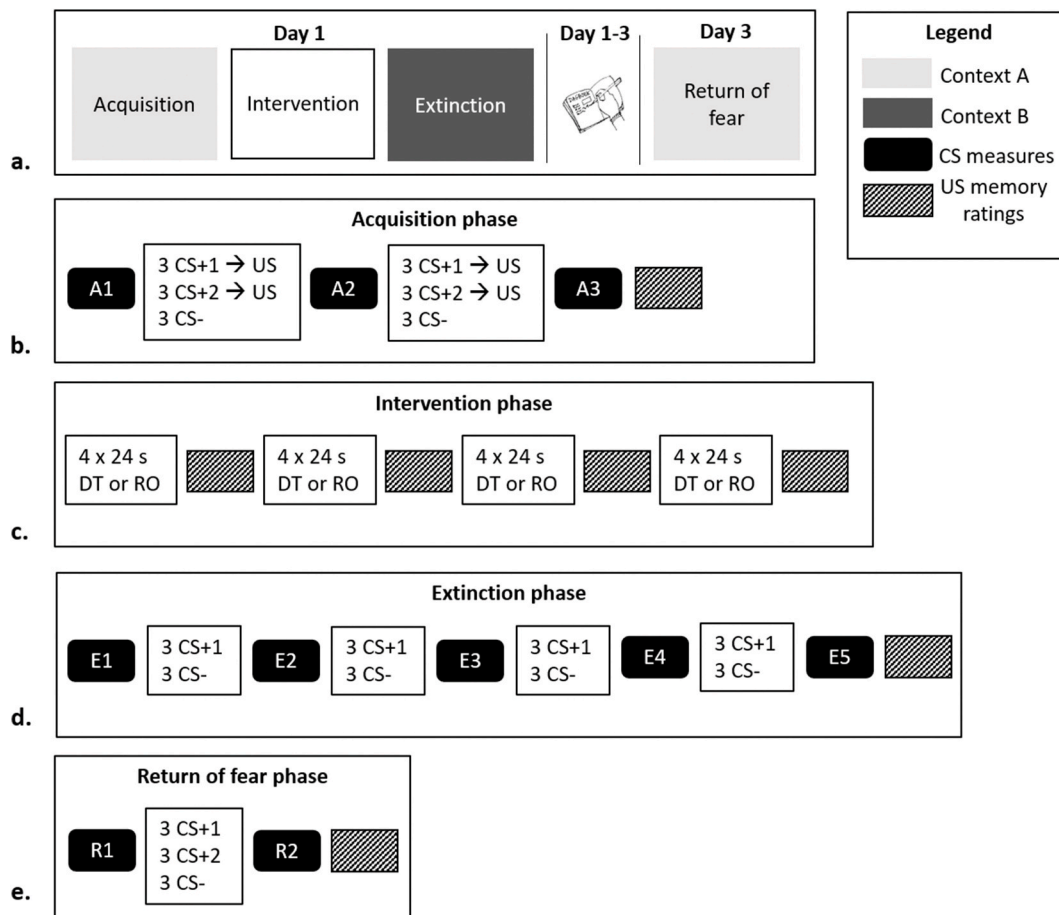 Day 1
Day 1-3
Day 3
Acquisition
Intervention
Extinction
Return of
fear
a.
Legend
Context A
Context B
CS measures
US memory
ratings
Acquisition phase
A1
3 CS+1 → US
3 CS+2 → US
3 CS-
A2
3 CS+1 → US
3 CS+2 → US
3 CS-
A3
b.
Intervention phase
4 x 24 s
DT or RO
4 x 24 s
DT or RO
4 x 24 s
DT or RO
4 x 24 s
DT or RO
c.
Extinction phase
E1
3 CS+1
3 CS-
E2
3 CS+1
3 CS-
E3
3 CS+1
3 CS-
E4
3 CS+1
3 CS-
E5
d.
Return of fear phase
R1
3 CS+1
3 CS+2
3 CS-
R2
e.